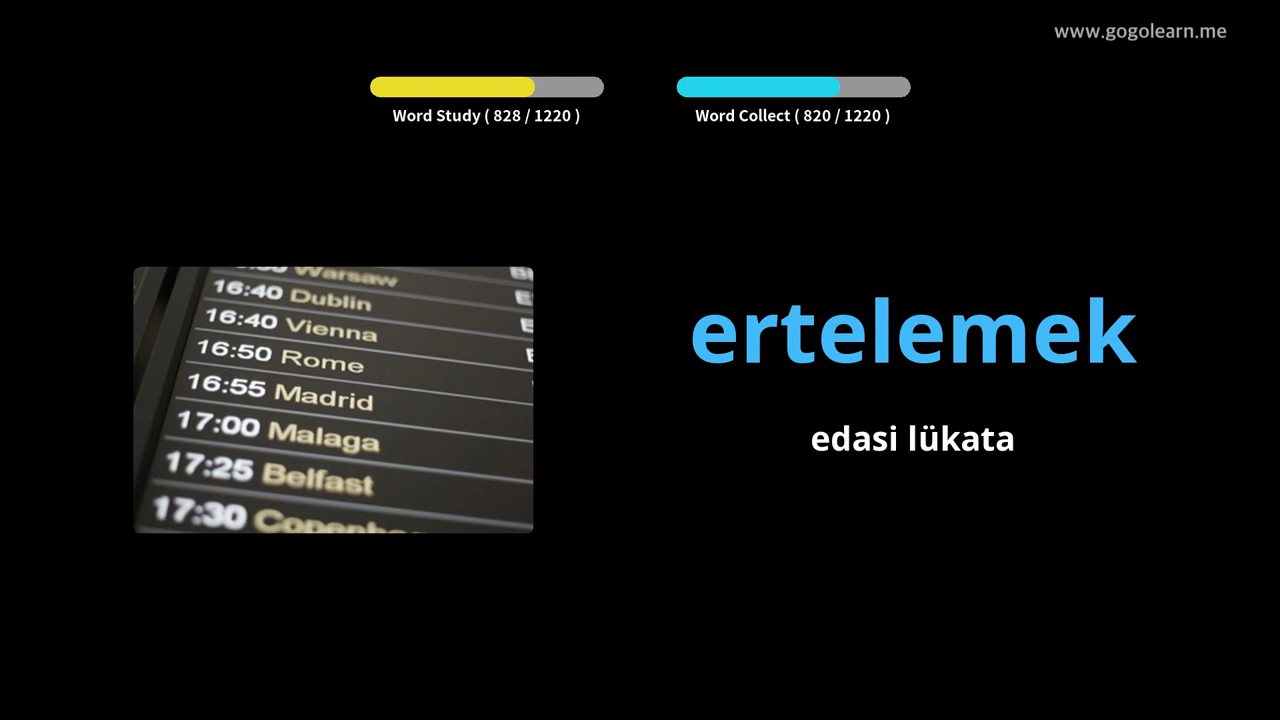 www.gogolearn.me
Word Study ( 828 / 1220 )
Word Collect ( 820 / 1220 )
Warsaw
16:40 Dublin
16:40 Vienna
16:50 Rome
16:55 Madrid
17:00 Malaga
17:25 Belfast
17:30
ertelemek
edasi lükata